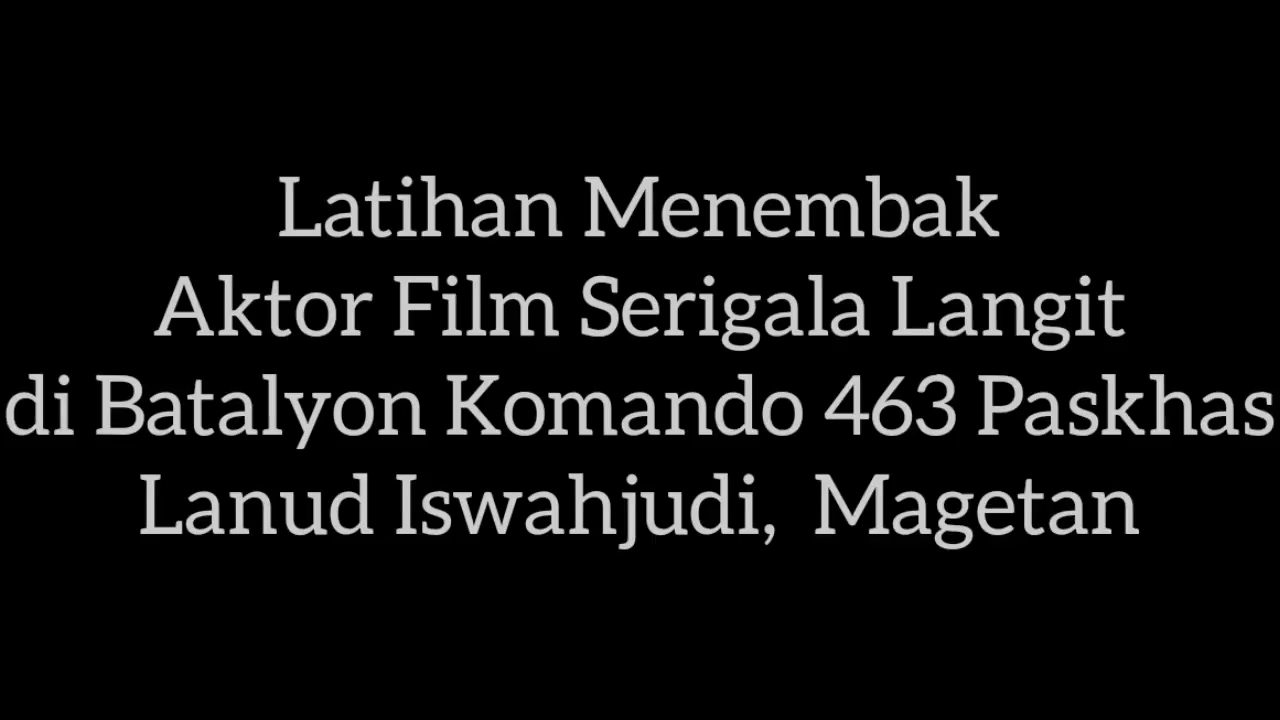 Latihan Menembak
Aktor Film Serigala Langit
di Batalyon Komando 463 Paskhas
Lanud Iswahjudi, Magetan